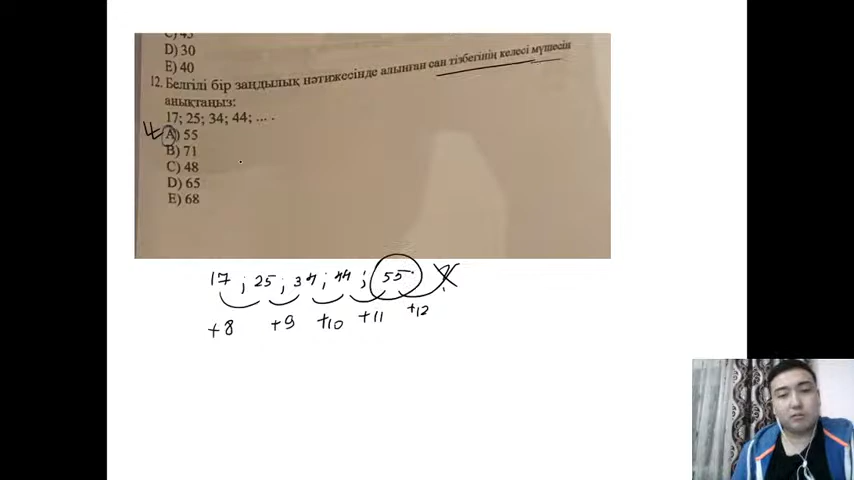 C) 45
D) 30
E) 40
12. Белгілі бір заңдылық нәтижесінде алынған сан тізбегінің келесі мүшесін
анықтаңыз:
17; 25; 34; 44; ... .
A) 55
B) 71
C) 48
D) 65
E) 68
17 ; 25 ; 34 ; 44 ; 55
+8 +9 +10 +11 +12